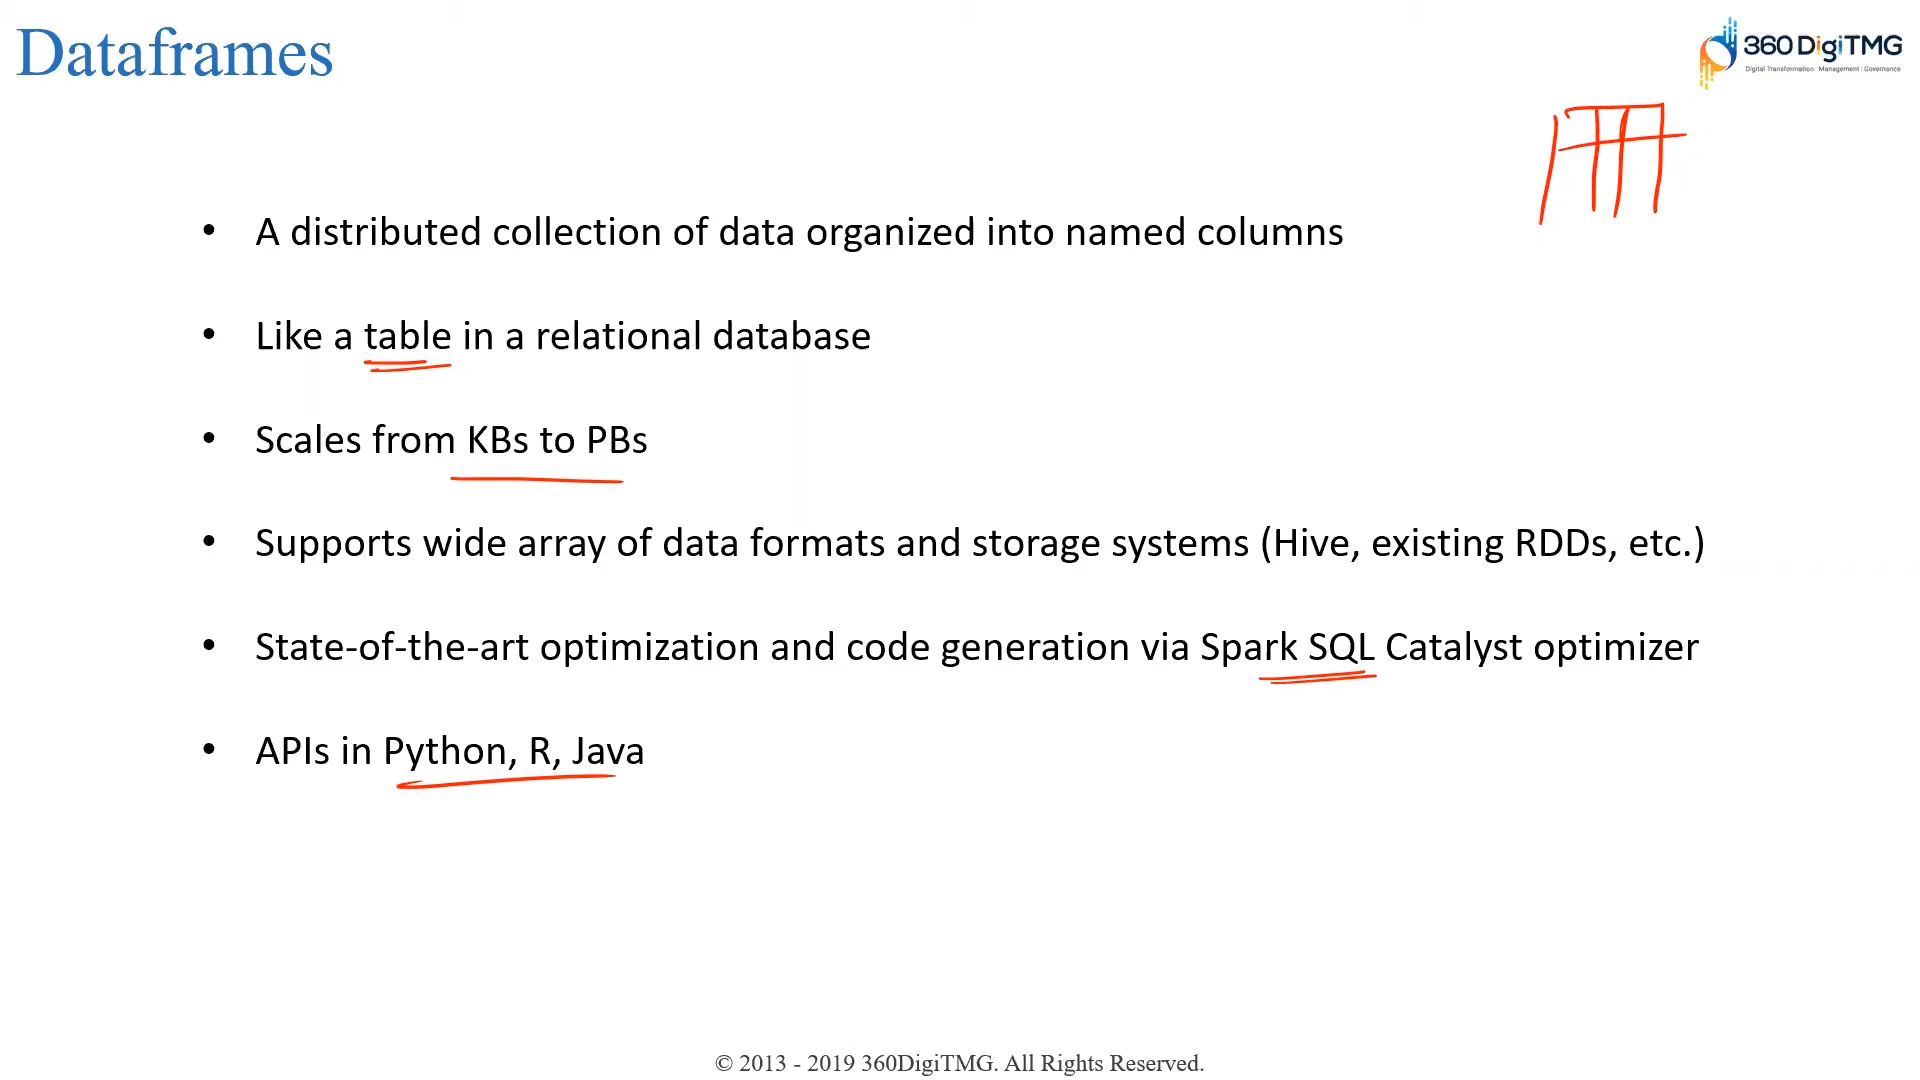 Dataframes
360 DigiTMG
Digital Transformation | Management | Governance
• A distributed collection of data organized into named columns
• Like a table in a relational database
• Scales from KBs to PBs
• Supports wide array of data formats and storage systems (Hive, existing RDDs, etc.)
• State-of-the-art optimization and code generation via Spark SQL Catalyst optimizer
• APIs in Python, R, Java
© 2013 - 2019 360DigiTMG. All Rights Reserved.